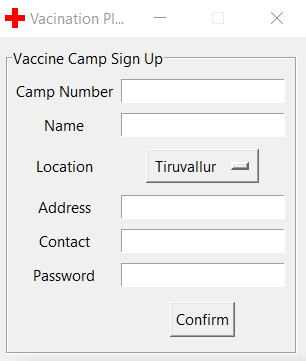 Vacination Pl...
Vaccine Camp Sign Up
Camp Number
Name
Location Tiruvallur
Address
Contact
Password
Confirm